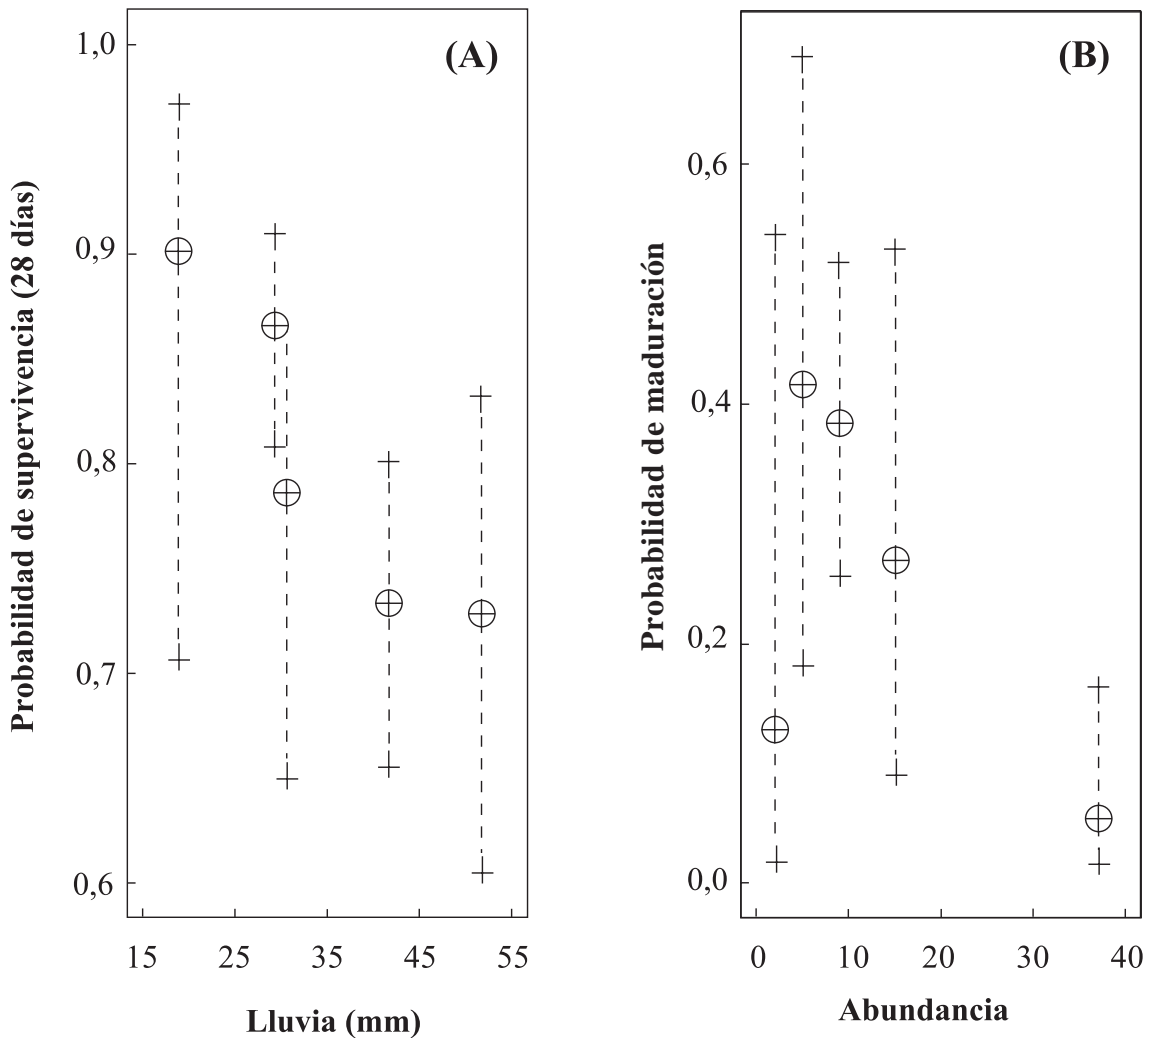 (A)
Probabilidad de supervivencia (28 días)
1,0
0,9
0,8
0,7
0,6
15 25 35 45 55
Lluvia (mm)
(B)
Probabilidad de maduración
0,6
0,4
0,2
0,0
0 10 20 30 40
Abundancia